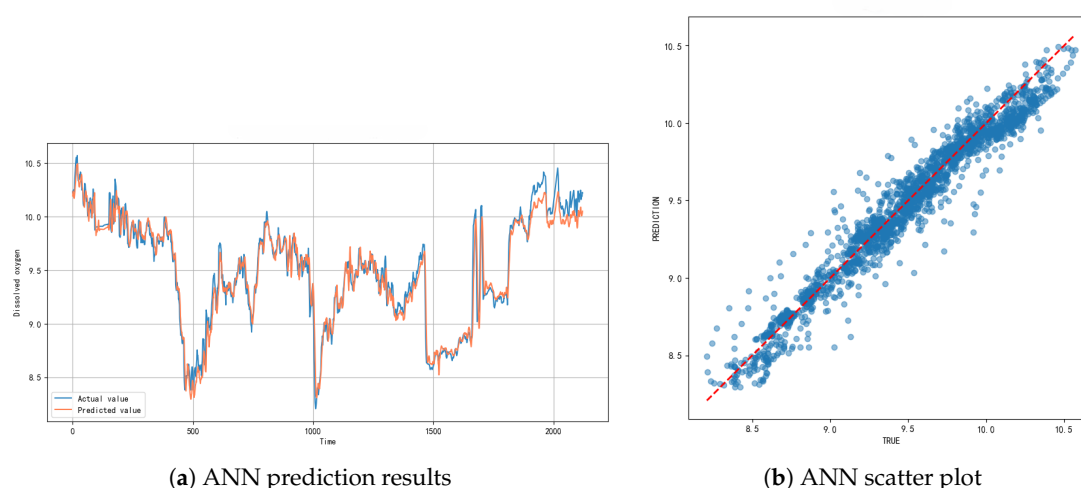 10.5
10.0
9.5
9.0
8.5
Dissolved oxygen
Actual value
Predicted value
0
500
1000
1500
2000
Time
(a) ANN prediction results
10.5
10.0
9.5
9.0
8.5
PREDICTION
8.5
9.0
9.5
10.0
10.5
TRUE
(b) ANN scatter plot